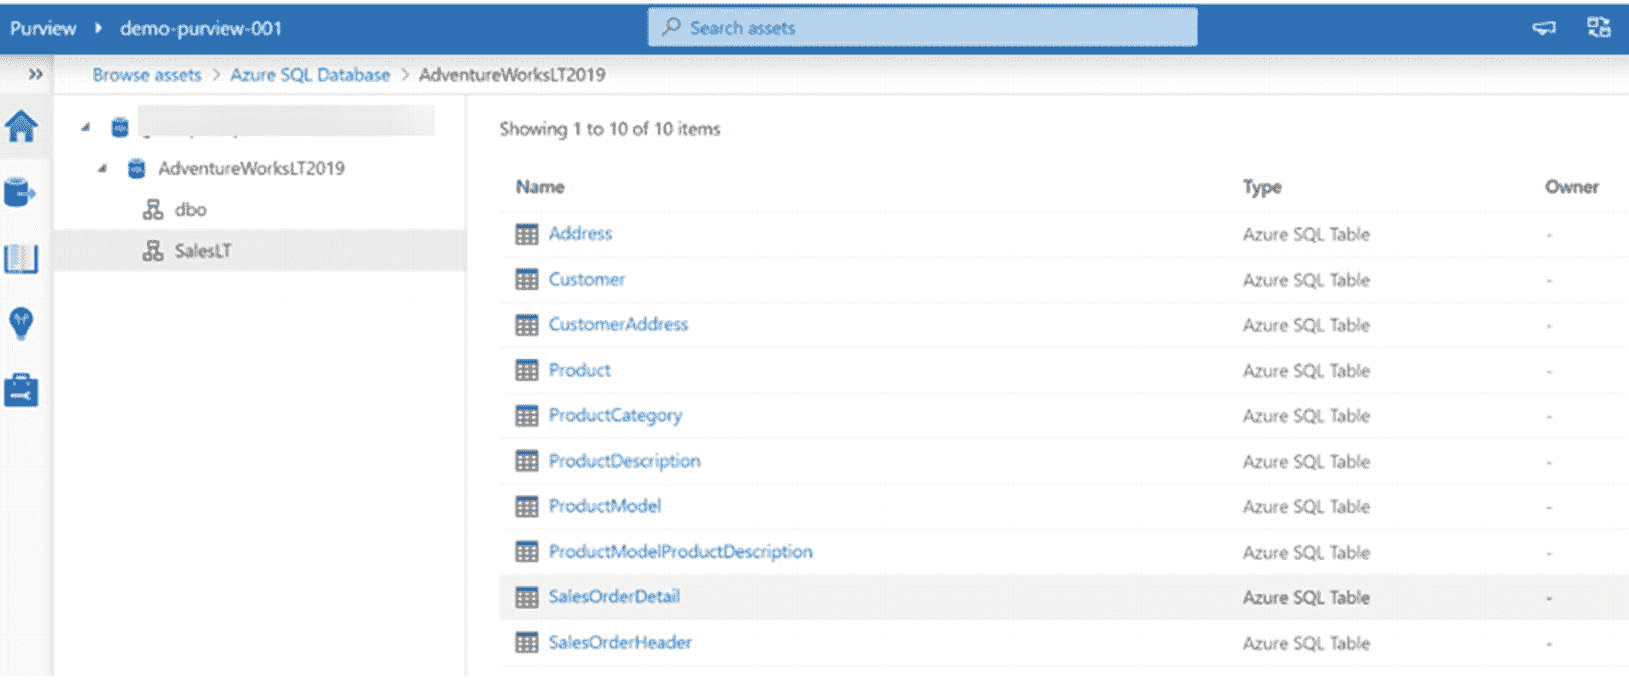 Purview demo-purview-001 Search assets
Browse assets > Azure SQL Database > AdventureWorksLT2019
AdventureWorksLT2019
dbo
SalesLT
Showing 1 to 10 of 10 items
Name Type Owner
Address Azure SQL Table -
Customer Azure SQL Table -
CustomerAddress Azure SQL Table -
Product Azure SQL Table -
ProductCategory Azure SQL Table -
ProductDescription Azure SQL Table -
ProductModel Azure SQL Table -
ProductModelProductDescription Azure SQL Table -
SalesOrderDetail Azure SQL Table -
SalesOrderHeader Azure SQL Table -